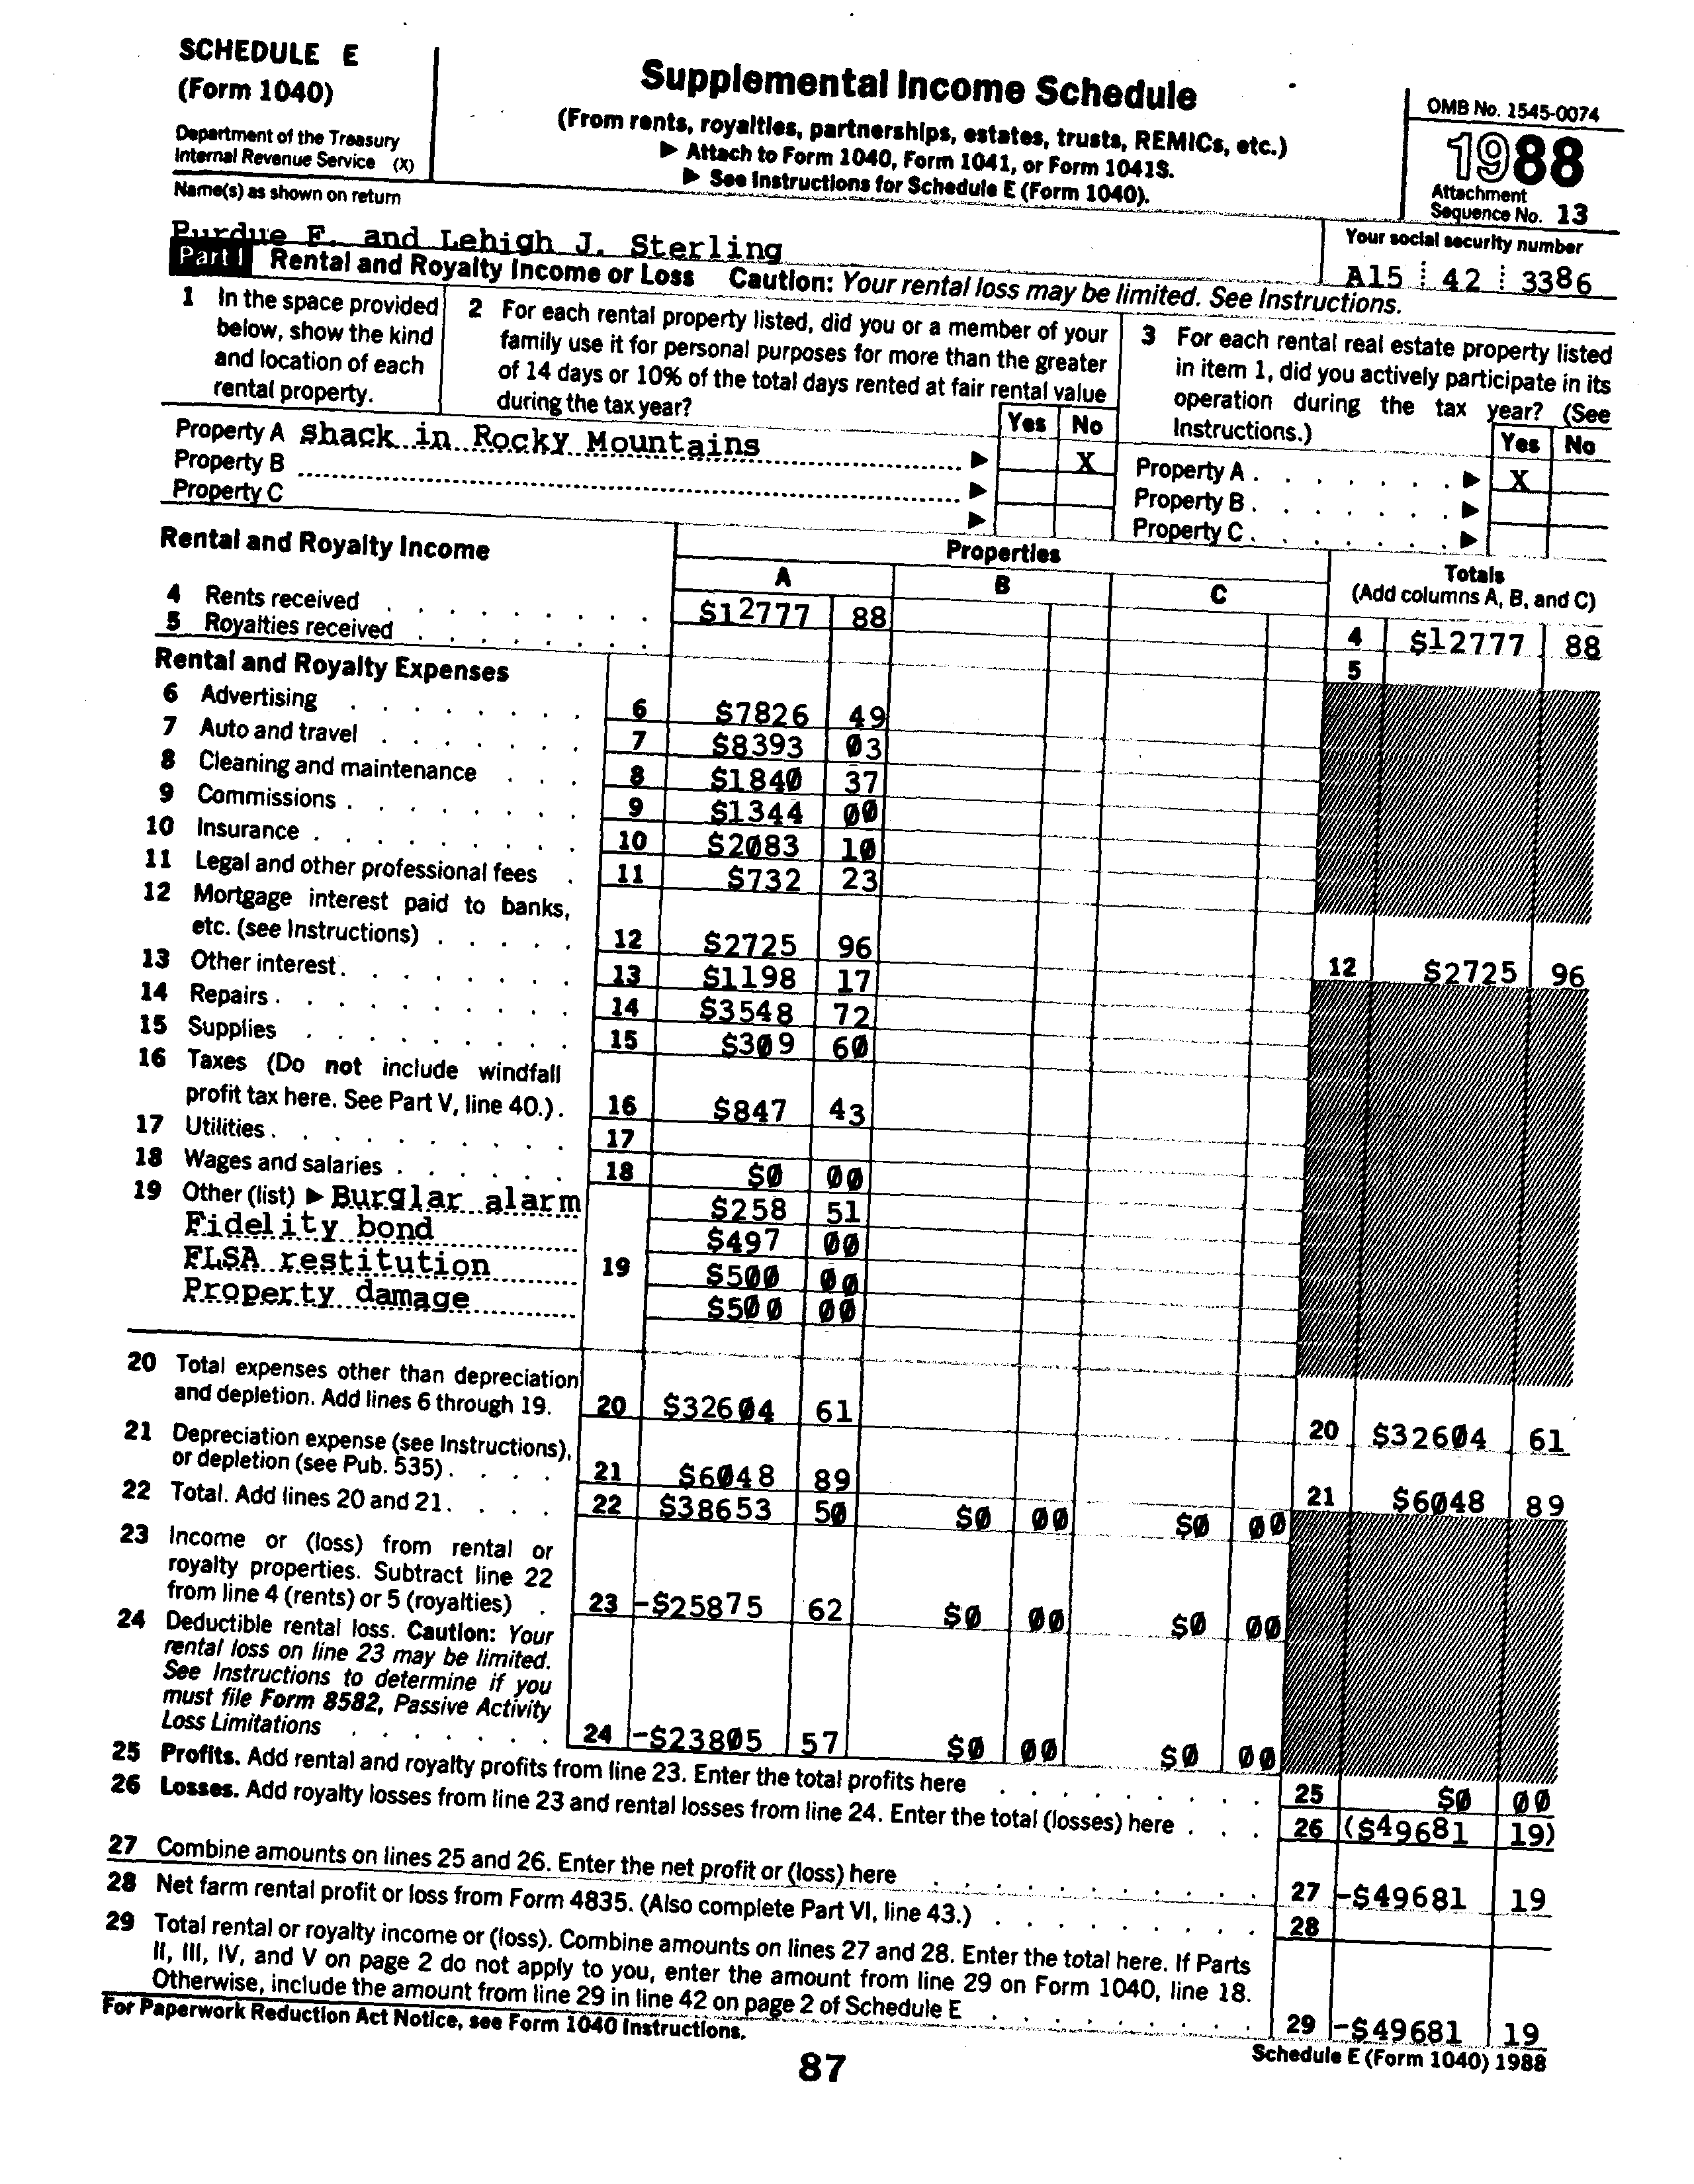 SCHEDULE E
(Form 1040)
Department of the Treasury
Internal Revenue Service (X)
Supplemental Income Schedule
(From rents, royalties, partnerships, estates, trusts, REMICs, etc.)
▶ Attach to Form 1040, Form 1041, or Form 1041S.
▶ See Instructions for Schedule E (Form 1040).
OMB No. 1545-0074
1988
Attachment
Sequence No. 13
Name(s) as shown on return
Purdue F. and Lehigh J. Sterling
Your social security number
A15 42 3386
Part I Rental and Royalty Income or Loss Caution: Your rental loss may be limited. See Instructions.
1 In the space provided
below, show the kind
and location of each
rental property.
2 For each rental property listed, did you or a member of your
family use it for personal purposes for more than the greater
of 14 days or 10% of the total days rented at fair rental value
during the tax year?
3 For each rental real estate property listed
in item 1, did you actively participate in its
operation during the tax year? (See
Instructions.)
Yes No
Yes No
Property A shack in Rocky Mountains ▶ X
Property B ▶
Property C ▶
Property A ▶ X
Property B ▶
Property C ▶
Rental and Royalty Income
Properties
A B C
Totals
(Add columns A, B, and C)
4 Rents received $12777 88 4 $12777 88
5 Royalties received 5
Rental and Royalty Expenses
6 Advertising 6 $7826 49
7 Auto and travel 7 $8393 03
8 Cleaning and maintenance 8 $1840 37
9 Commissions 9 $1344 00
10 Insurance 10 $2083 10
11 Legal and other professional fees 11 $732 23
12 Mortgage interest paid to banks,
etc. (see Instructions) 12 $2725 96 12 $2725 96
13 Other interest 13 $1198 17
14 Repairs 14 $3548 72
15 Supplies 15 $309 60
16 Taxes (Do not include windfall
profit tax here. See Part V, line 40.) 16 $847 43
17 Utilities 17
18 Wages and salaries 18 $0 00
19 Other (list) ▶ Burglar alarm $258 51
Fidelity bond $497 00
FLSA restitution 19 $500 00
Property damage $500 00
20 Total expenses other than depreciation
and depletion. Add lines 6 through 19. 20 $32604 61 20 $32604 61
21 Depreciation expense (see Instructions),
or depletion (see Pub. 535) 21 $6048 89 21 $6048 89
22 Total. Add lines 20 and 21 22 $38653 50 $0 00 $0 00
23 Income or (loss) from rental or
royalty properties. Subtract line 22
from line 4 (rents) or 5 (royalties) 23 -$25875 62 $0 00 $0 00
24 Deductible rental loss. Caution: Your
rental loss on line 23 may be limited.
See Instructions to determine if you
must file Form 8582, Passive Activity
Loss Limitations 24 -$23805 57 $0 00 $0 00
25 Profits. Add rental and royalty profits from line 23. Enter the total profits here 25 $0 00
26 Losses. Add royalty losses from line 23 and rental losses from line 24. Enter the total (losses) here 26 ($49681 19)
27 Combine amounts on lines 25 and 26. Enter the net profit or (loss) here 27 -$49681 19
28 Net farm rental profit or loss from Form 4835. (Also complete Part VI, line 43.) 28
29 Total rental or royalty income or (loss). Combine amounts on lines 27 and 28. Enter the total here. If Parts
II, III, IV, and V on page 2 do not apply to you, enter the amount from line 29 on Form 1040, line 18.
Otherwise, include the amount from line 29 in line 42 on page 2 of Schedule E 29 -$49681 19
For Paperwork Reduction Act Notice, see Form 1040 Instructions.
Schedule E (Form 1040) 1988
87